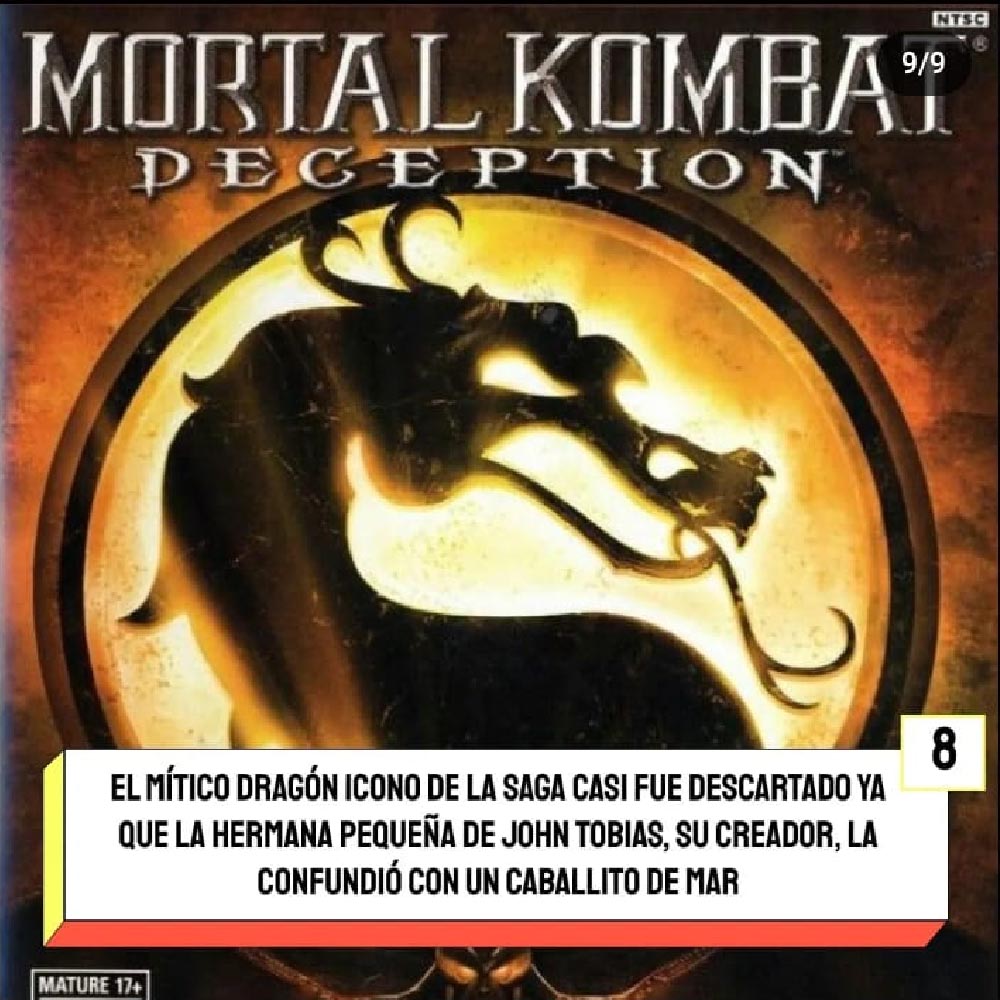 NTSC
MORTAL KOMBAT ®
9/9
DECEPTION™
8
EL MÍTICO DRAGÓN ICONO DE LA SAGA CASI FUE DESCARTADO YA
QUE LA HERMANA PEQUEÑA DE JOHN TOBIAS, SU CREADOR, LA
CONFUNDIÓ CON UN CABALLITO DE MAR
MATURE 17+